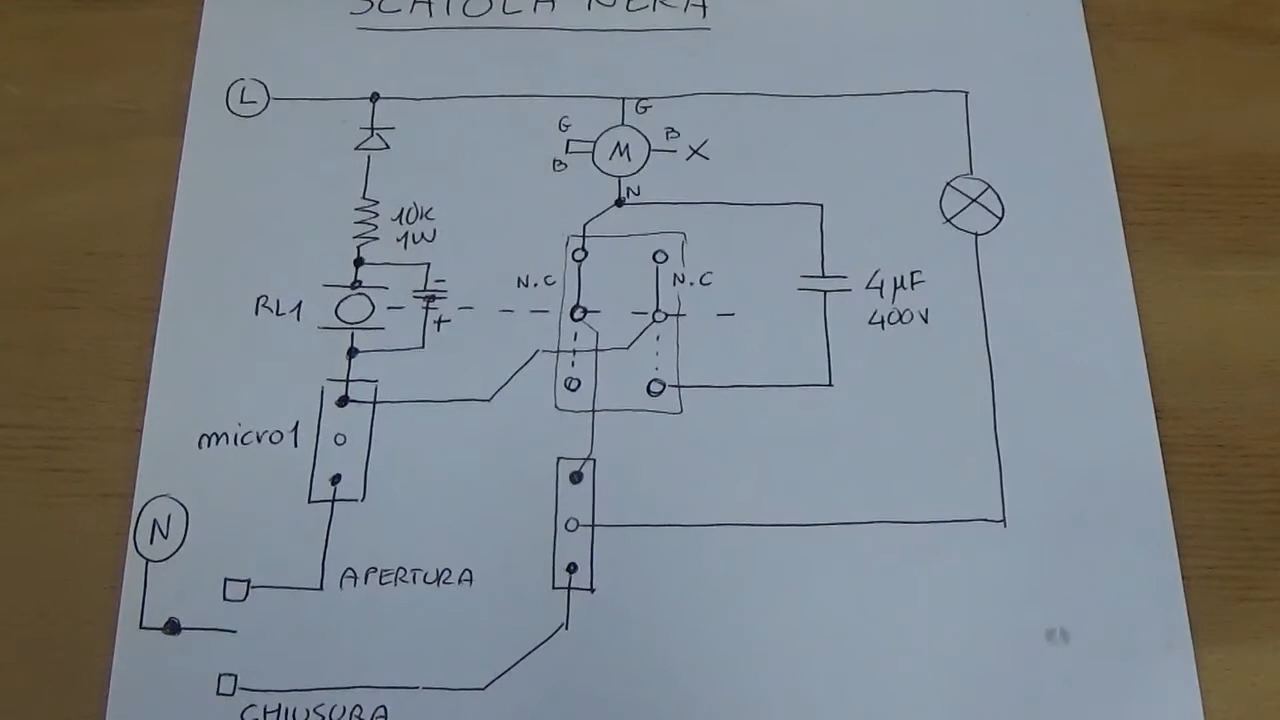 SCATOLA NERA
L
G
G
B
M
B
X
N
10K
1W
N.C
N.C
-
+
RL1
4µF
400V
micro1
N
APERTURA
CHIUSURA